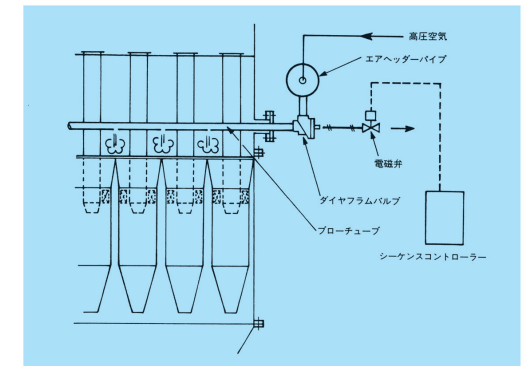 高圧空気
エアヘッダーパイプ
電磁弁
ダイヤフラムバルブ
ブローチューブ
シーケンスコントローラー